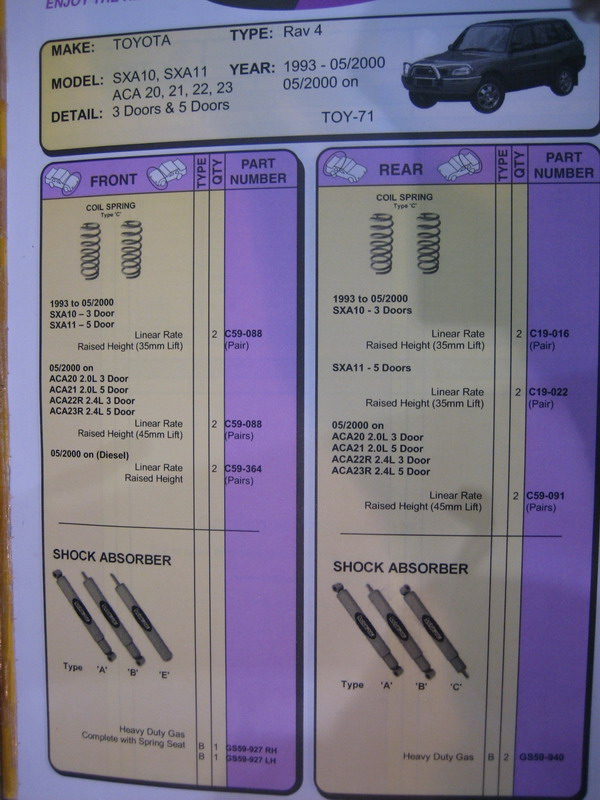 ENJOY THE
MAKE: TOYOTA TYPE: Rav 4
MODEL: SXA10, SXA11 YEAR: 1993 - 05/2000
ACA 20, 21, 22, 23 05/2000 on
DETAIL: 3 Doors & 5 Doors
TOY-71
FRONT TYPE QTY PART NUMBER
COIL SPRING
Type 'C'
1993 to 05/2000
SXA10 – 3 Door
SXA11 – 5 Door
Linear Rate 2 C59-088
Raised Height (35mm Lift) (Pair)
05/2000 on
ACA20 2.0L 3 Door
ACA21 2.0L 5 Door
ACA22R 2.4L 3 Door
ACA23R 2.4L 5 Door
Linear Rate 2 C59-088
Raised Height (45mm Lift) (Pairs)
05/2000 on (Diesel)
Linear Rate 2 C59-364
Raised Height (Pairs)
SHOCK ABSORBER
Type 'A' 'B' 'E'
Heavy Duty Gas
Complete with Spring Seat B 1 GS59-927 RH
B 1 GS59-927 LH
REAR TYPE QTY PART NUMBER
COIL SPRING
Type 'C'
1993 to 05/2000
SXA10 - 3 Doors
Linear Rate 2 C19-016
Raised Height (35mm Lift) (Pair)
SXA11 - 5 Doors
Linear Rate 2 C19-022
Raised Height (35mm Lift) (Pair)
05/2000 on
ACA20 2.0L 3 Door
ACA21 2.0L 5 Door
ACA22R 2.4L 3 Door
ACA23R 2.4L 5 Door
Linear Rate 2 C59-091
Raised Height (45mm Lift) (Pairs)
SHOCK ABSORBER
Type 'A' 'B' 'C'
Heavy Duty Gas B 2 GS59-940